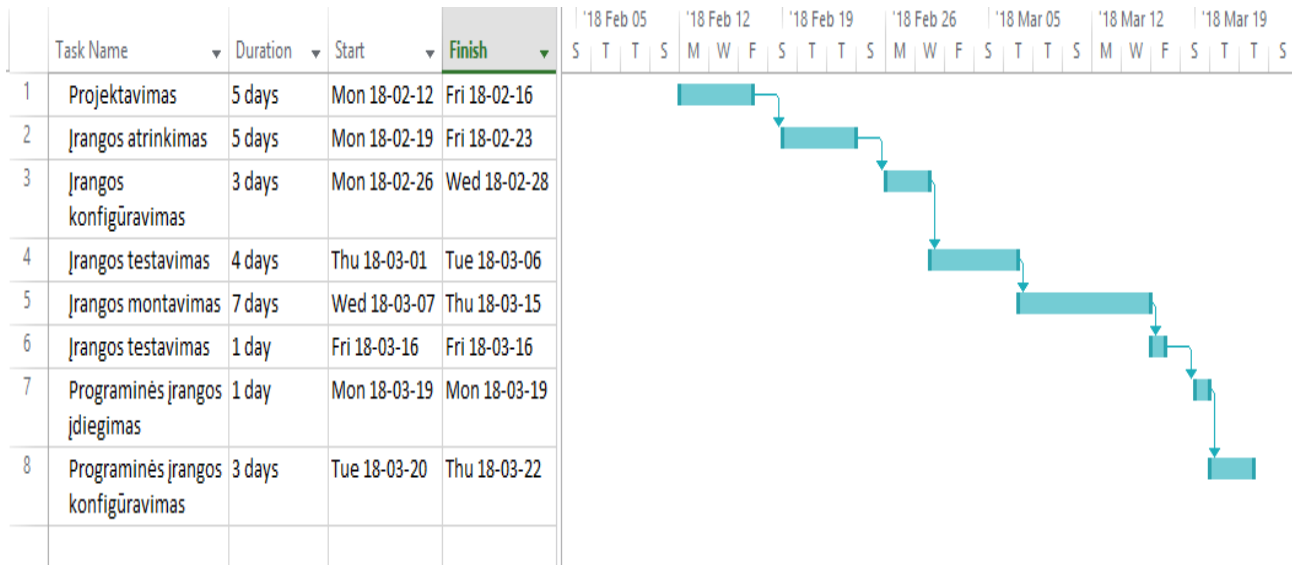 '18 Feb 05 '18 Feb 12 '18 Feb 19 '18 Feb 26 '18 Mar 05 '18 Mar 12 '18 Mar 19
Task Name Duration Start Finish S T T S M W F S T T S M W F S T T S M W F S T T S
1 Projektavimas 5 days Mon 18-02-12 Fri 18-02-16
2 Įrangos atrinkimas 5 days Mon 18-02-19 Fri 18-02-23
3 Įrangos 3 days Mon 18-02-26 Wed 18-02-28
konfigūravimas
4 Įrangos testavimas 4 days Thu 18-03-01 Tue 18-03-06
5 Įrangos montavimas 7 days Wed 18-03-07 Thu 18-03-15
6 Įrangos testavimas 1 day Fri 18-03-16 Fri 18-03-16
7 Programinės įrangos 1 day Mon 18-03-19 Mon 18-03-19
įdiegimas
8 Programinės įrangos 3 days Tue 18-03-20 Thu 18-03-22
konfigūravimas